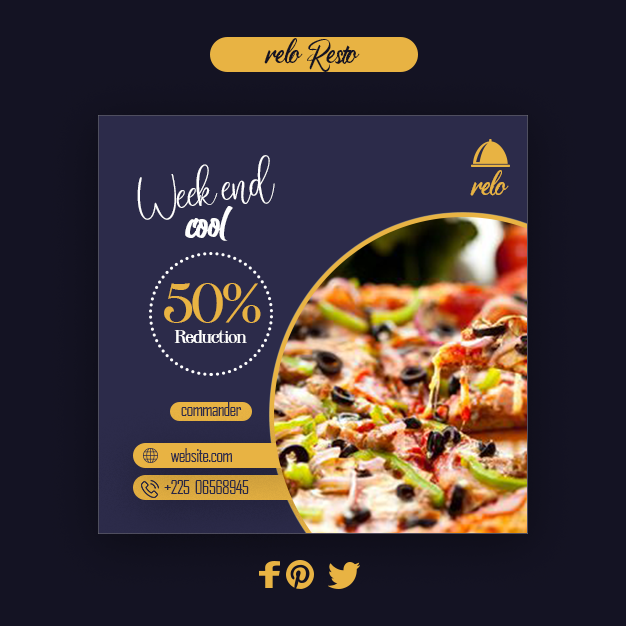 relo Resto
relo
Week end
cool
50%
Reduction
commander
website.com
+225 06568945